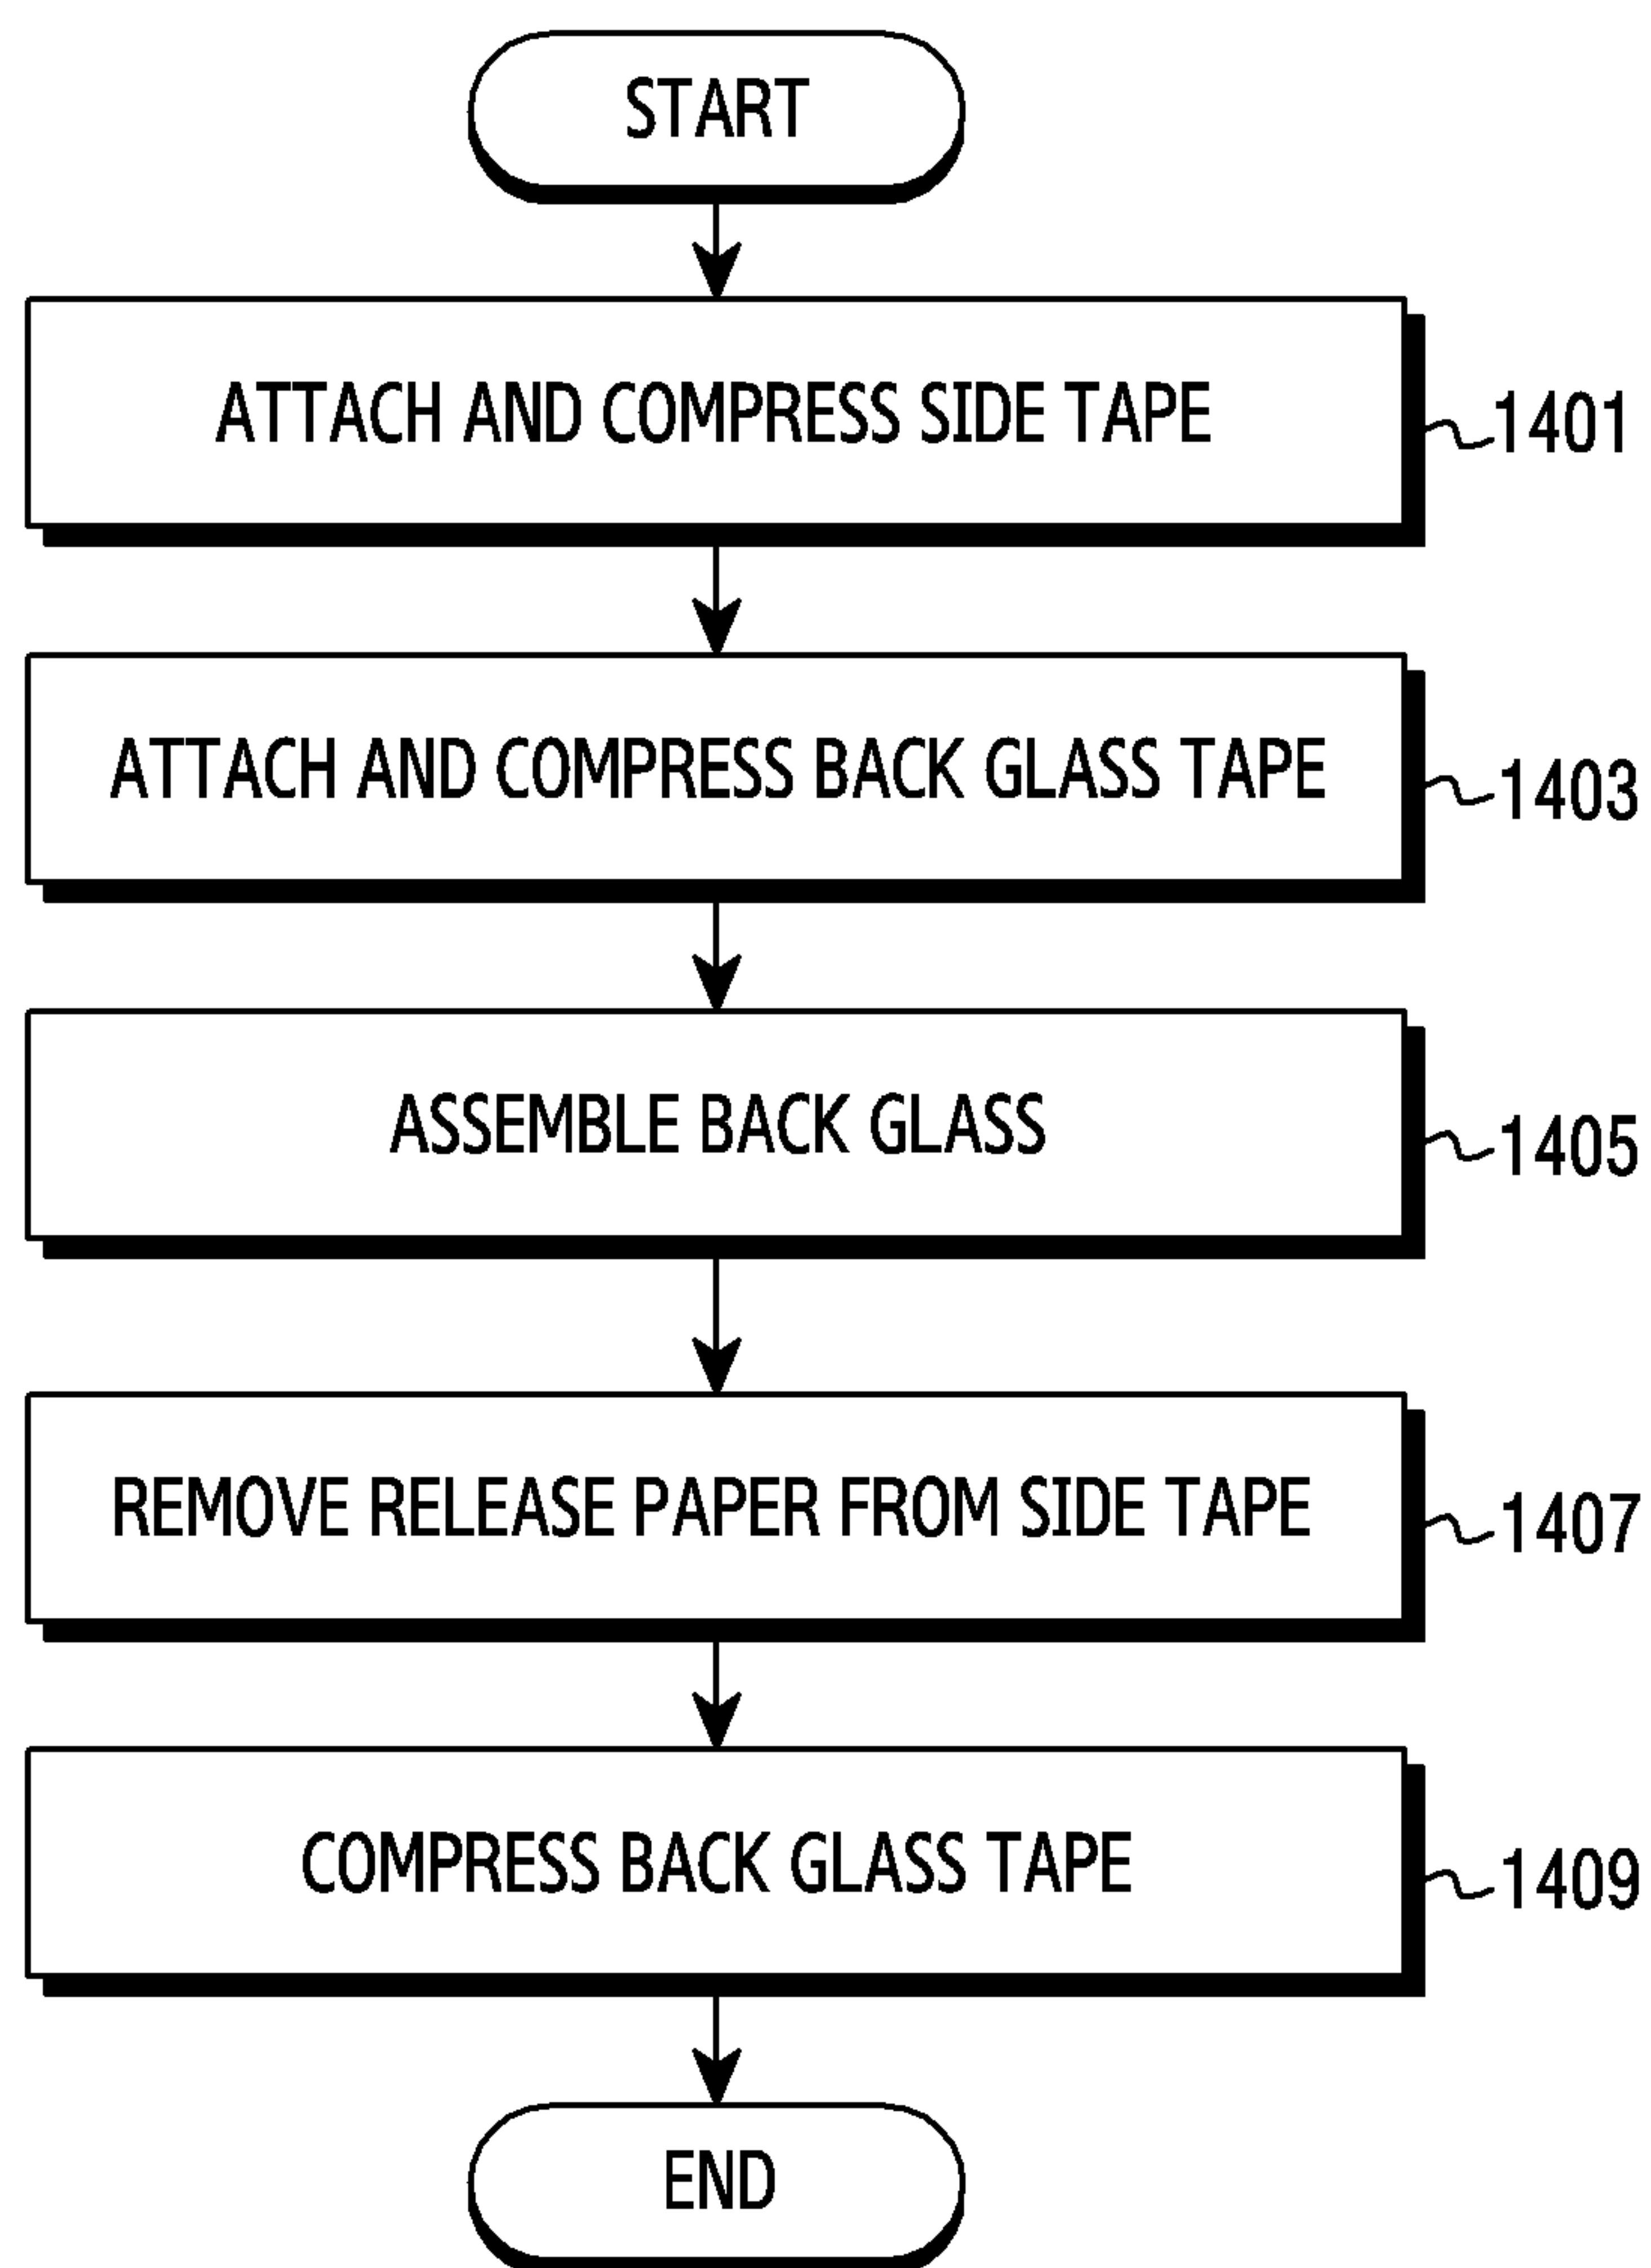 START
ATTACH AND COMPRESS SIDE TAPE
1401
ATTACH AND COMPRESS BACK GLASS TAPE
1403
ASSEMBLE BACK GLASS
1405
REMOVE RELEASE PAPER FROM SIDE TAPE
1407
COMPRESS BACK GLASS TAPE
1409
END